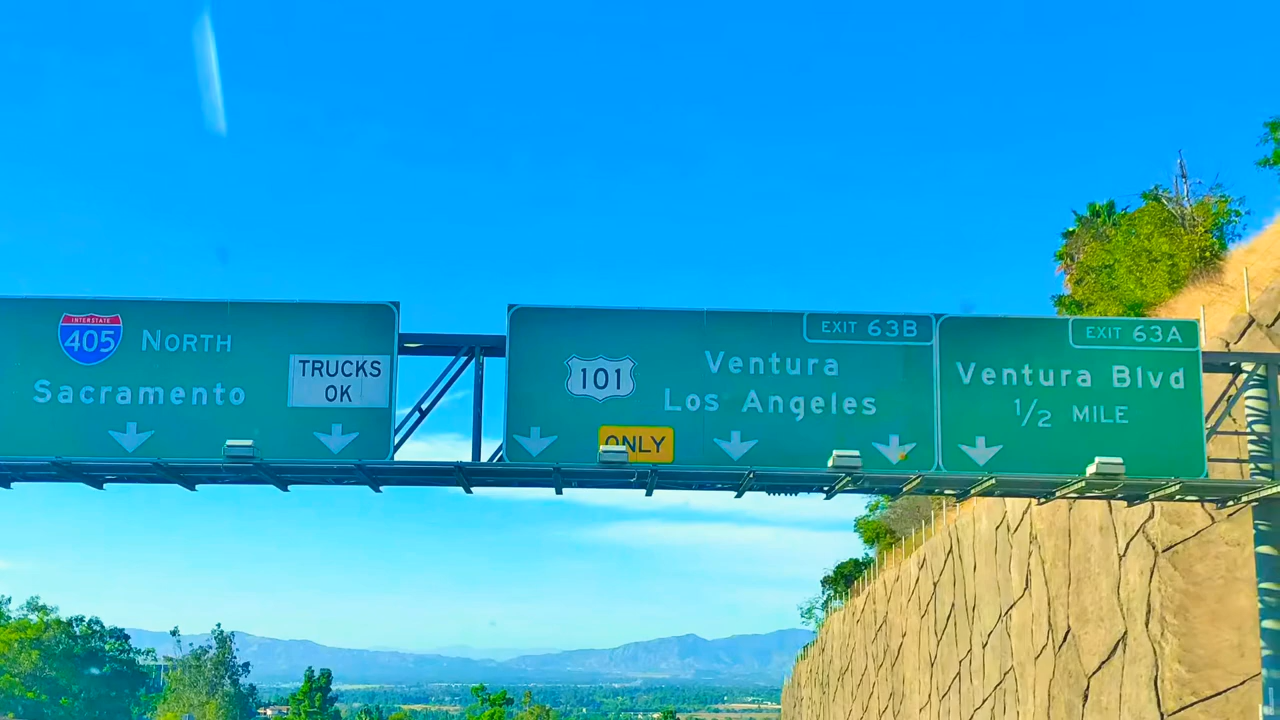 INTERSTATE
405 NORTH
Sacramento
TRUCKS
OK
EXIT 63B
101
Ventura
Los Angeles
ONLY
EXIT 63A
Ventura Blvd
1/2 MILE